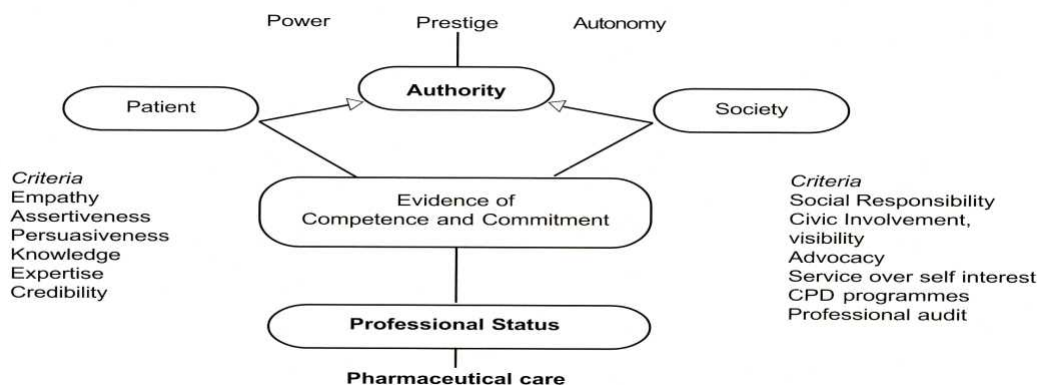 Power Prestige Autonomy
Authority
Patient
Society
Evidence of
Competence and Commitment
Criteria
Empathy
Assertiveness
Persuasiveness
Knowledge
Expertise
Credibility
Criteria
Social Responsibility
Civic Involvement,
visibility
Advocacy
Service over self interest
CPD programmes
Professional audit
Professional Status
Pharmaceutical care